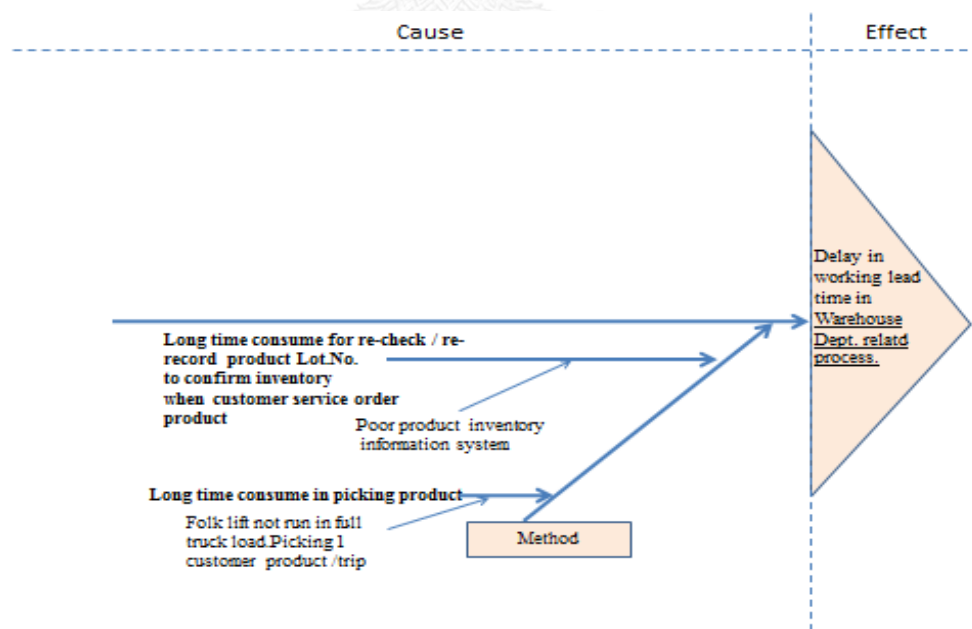 Cause
Effect
Delay in
working lead
time in
Warehouse
Dept. relatd
process.
Long time consume for re-check / re-
record product Lot.No.
to confirm inventory
when customer service order
product
Poor product inventory
information system
Long time consume in picking product
Folk lift not run in full
truck load.Picking 1
customer product /trip
Method